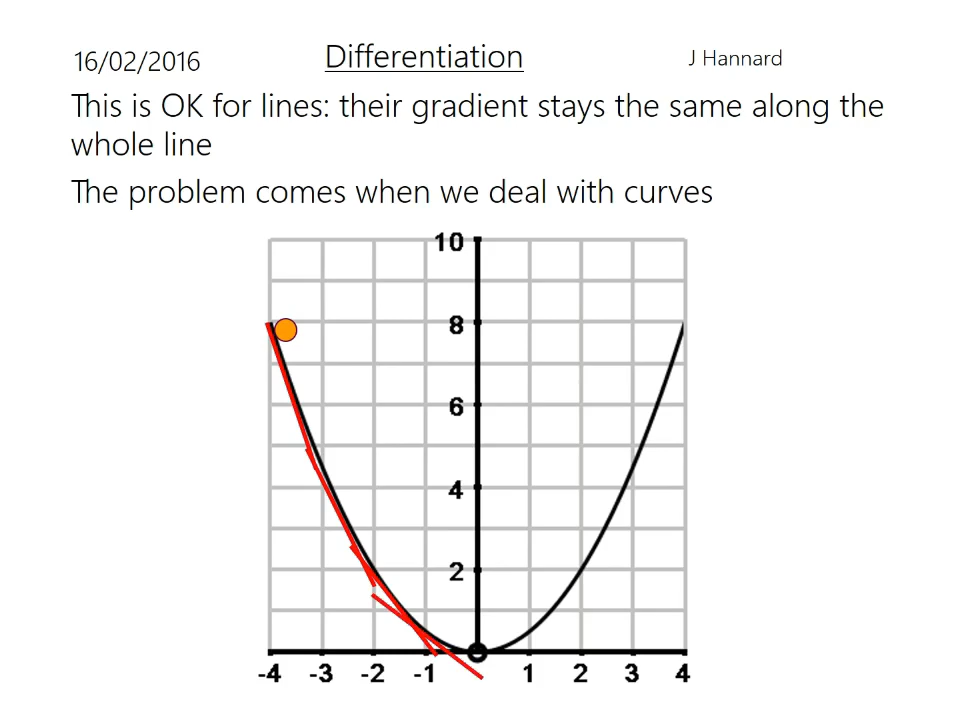 16/02/2016 Differentiation J Hannard
This is OK for lines: their gradient stays the same along the
whole line
The problem comes when we deal with curves
10
8
6
4
2
-4 -3 -2 -1 1 2 3 4